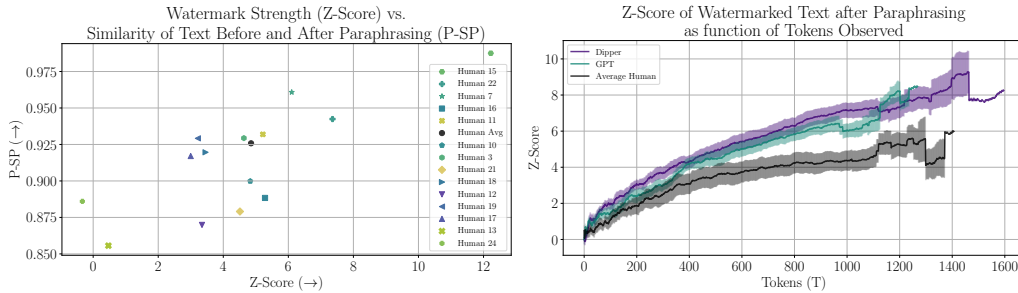 Watermark Strength (Z-Score) vs.
Similarity of Text Before and After Paraphrasing (P-SP)
P-SP (→)
0.975
0.950
0.925
0.900
0.875
0.850
0
2
4
6
8
10
12
Z-Score (→)
Human 15
Human 22
Human 7
Human 16
Human 11
Human Avg
Human 10
Human 3
Human 21
Human 18
Human 12
Human 19
Human 17
Human 13
Human 24
Z-Score of Watermarked Text after Paraphrasing
as function of Tokens Observed
Z-Score
10
8
6
4
2
0
0
200
400
600
800
1000
1200
1400
1600
Tokens (T)
Dipper
GPT
Average Human